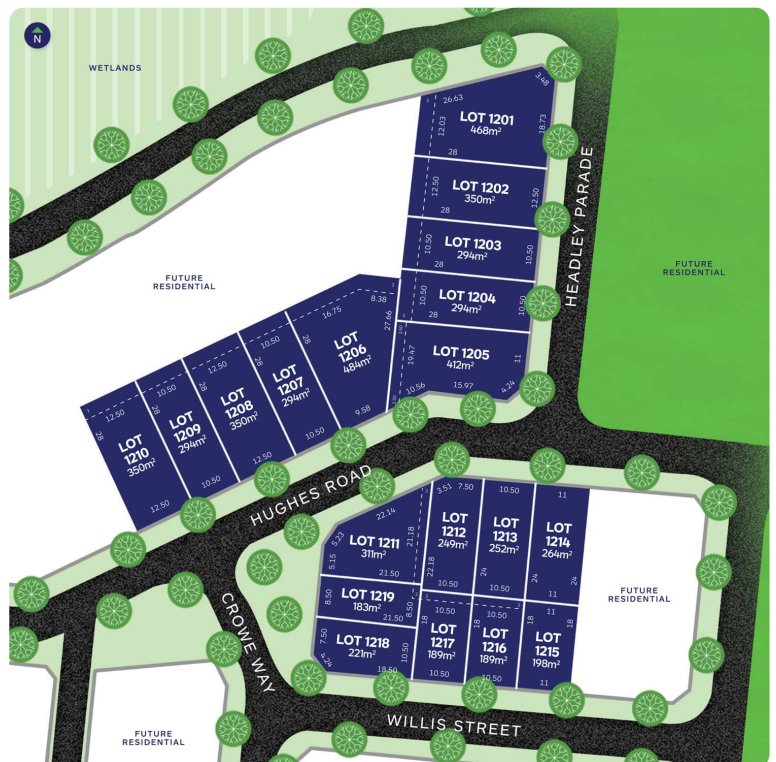 N
WETLANDS
3.48
26.63
LOT 1201
468m²
12.03
18.73
28
LOT 1202
350m²
12.50
12.50
28
LOT 1203
294m²
10.50
10.50
28
LOT 1204
294m²
10.50
10.50
28
LOT 1205
412m²
19.47
11
10.56
15.97
4.24
HEADLEY PARADE
FUTURE
RESIDENTIAL
FUTURE
RESIDENTIAL
8.38
16.75
27.66
LOT
1206
484m²
9.58
10.50
28
LOT
1207
294m²
10.50
12.50
28
LOT
1208
350m²
12.50
10.50
28
LOT
1209
294m²
10.50
12.50
28
28
LOT
1210
350m²
12.50
HUGHES ROAD
22.14
5.23
5.15
LOT 1211
311m²
21.18
21.50
3.51
7.50
LOT
1212
249m²
22.18
10.50
10.50
LOT
1213
252m²
24
10.50
11
LOT
1214
264m²
24
24
11
FUTURE
RESIDENTIAL
LOT 1219
183m²
8.50
8.50
21.50
LOT 1218
221m²
7.50
4.24
10.50
18.50
10.50
18
LOT
1217
189m²
10.50
10.50
LOT
1216
189m²
10.50
11
18
18
LOT
1215
198m²
11
CROWE WAY
WILLIS STREET
FUTURE
RESIDENTIAL